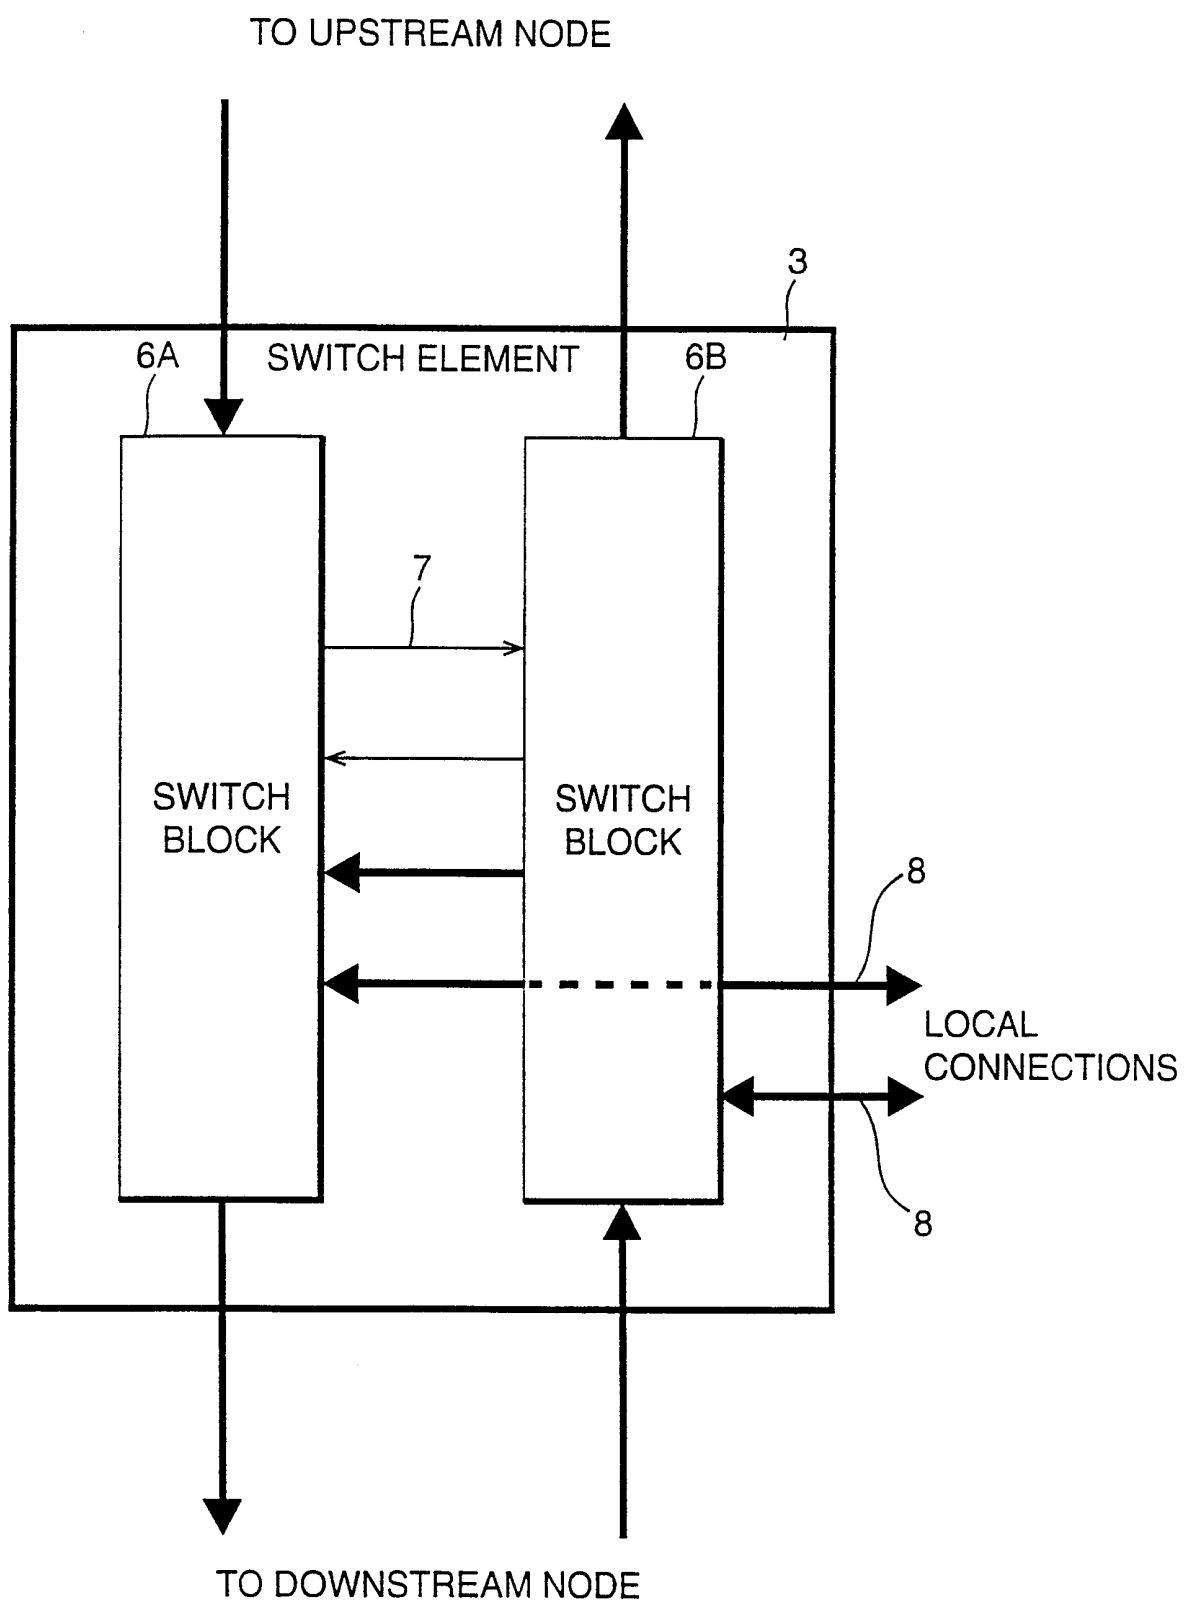 TO UPSTREAM NODE
3
6A
SWITCH ELEMENT
6B
7
SWITCH
BLOCK
SWITCH
BLOCK
8
LOCAL
CONNECTIONS
8
TO DOWNSTREAM NODE